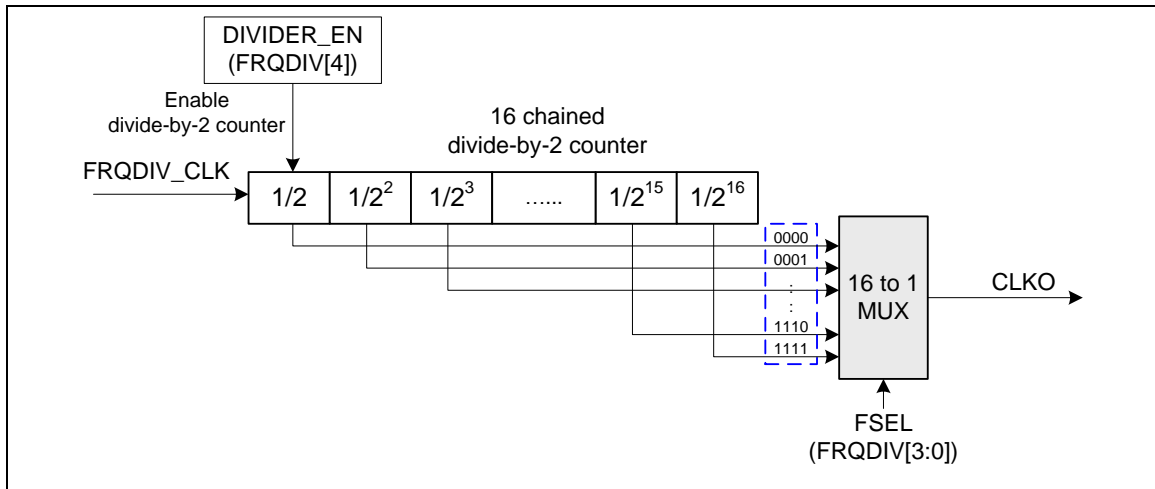 DIVIDER_EN
(FRQDIV[4])
Enable
divide-by-2 counter
16 chained
divide-by-2 counter
FRQDIV_CLK
1/2 1/2² 1/2³ …... 1/2¹⁵ 1/2¹⁶
0000
0001
:
:
1110
1111
16 to 1
MUX
CLKO
FSEL
(FRQDIV[3:0])